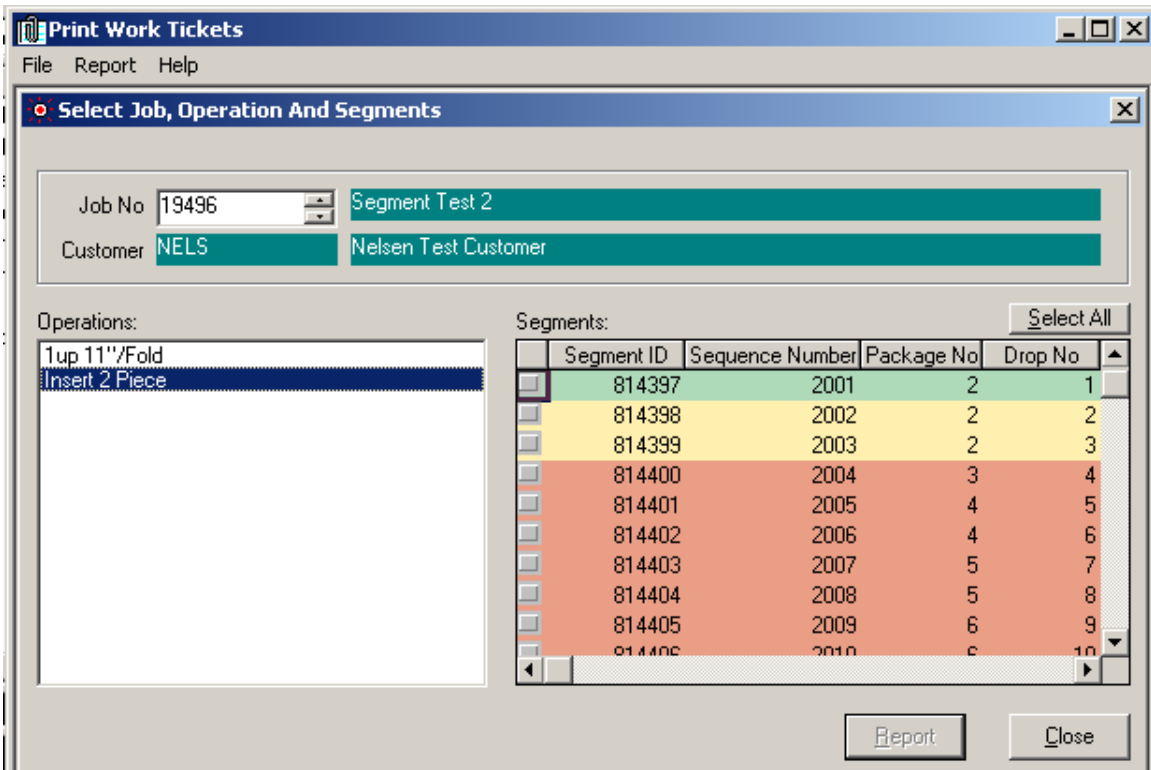 Print Work Tickets
File Report Help
Select Job, Operation And Segments
Job No 19496 Segment Test 2
Customer NELS Nelsen Test Customer
Operations: Segments: Select All
1up 11"/Fold
Insert 2 Piece
Segment ID Sequence Number Package No Drop No
814397 2001 2 1
814398 2002 2 2
814399 2003 2 3
814400 2004 3 4
814401 2005 4 5
814402 2006 4 6
814403 2007 5 7
814404 2008 5 8
814405 2009 6 9
814406 2010 6 10
Report Close